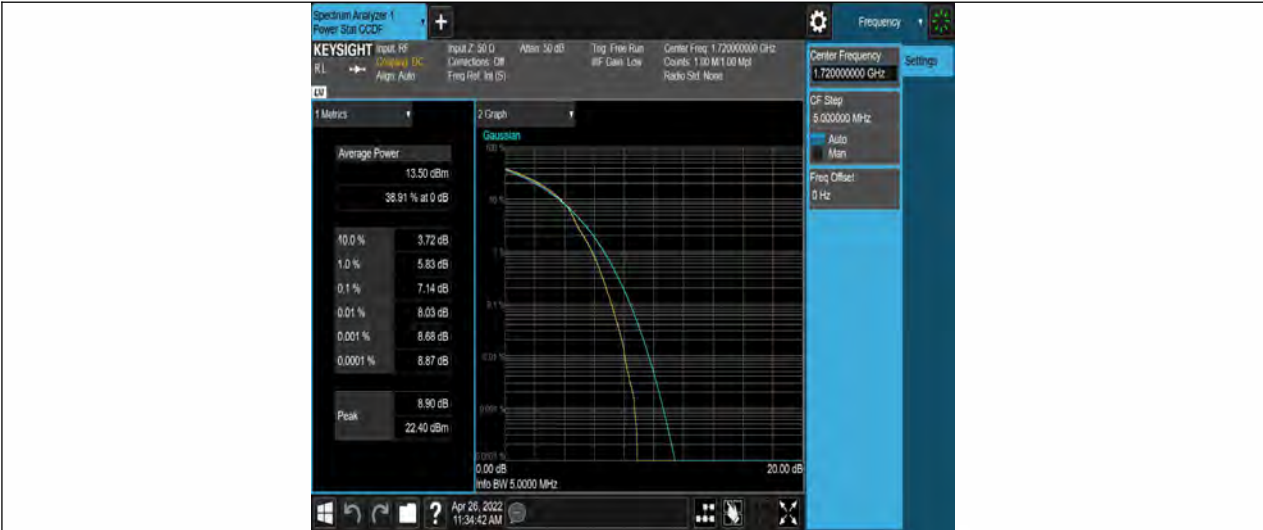 Spectrum Analyzer 1
Power Stat CCDF
Frequency
KEYSIGHT
Input: RF
Coupling: DC
Align: Auto
Input Z: 50 Ω
Corrections: Off
Freq Ref: Int (S)
Atten: 50 dB
Trig: Free Run
#IF Gain: Low
Center Freq: 1.720000000 GHz
Counts: 1.00 M/1.00 Mpt
Radio Std: None
Center Frequency
1.720000000 GHz
Settings
CF Step
5.000000 MHz
Auto
Man
Freq Offset
0 Hz
1 Metrics
2 Graph
Gaussian
Average Power
13.50 dBm
38.91 % at 0 dB
10.0 % 3.72 dB
1.0 % 5.83 dB
0.1 % 7.14 dB
0.01 % 8.03 dB
0.001 % 8.68 dB
0.0001 % 8.87 dB
Peak
8.90 dB
22.40 dBm
100 %
10 %
1 %
0.1 %
0.01 %
0.001 %
0.0001 %
0.00 dB
20.00 dB
Info BW 5.0000 MHz
?
Apr 26, 2022
11:34:42 AM